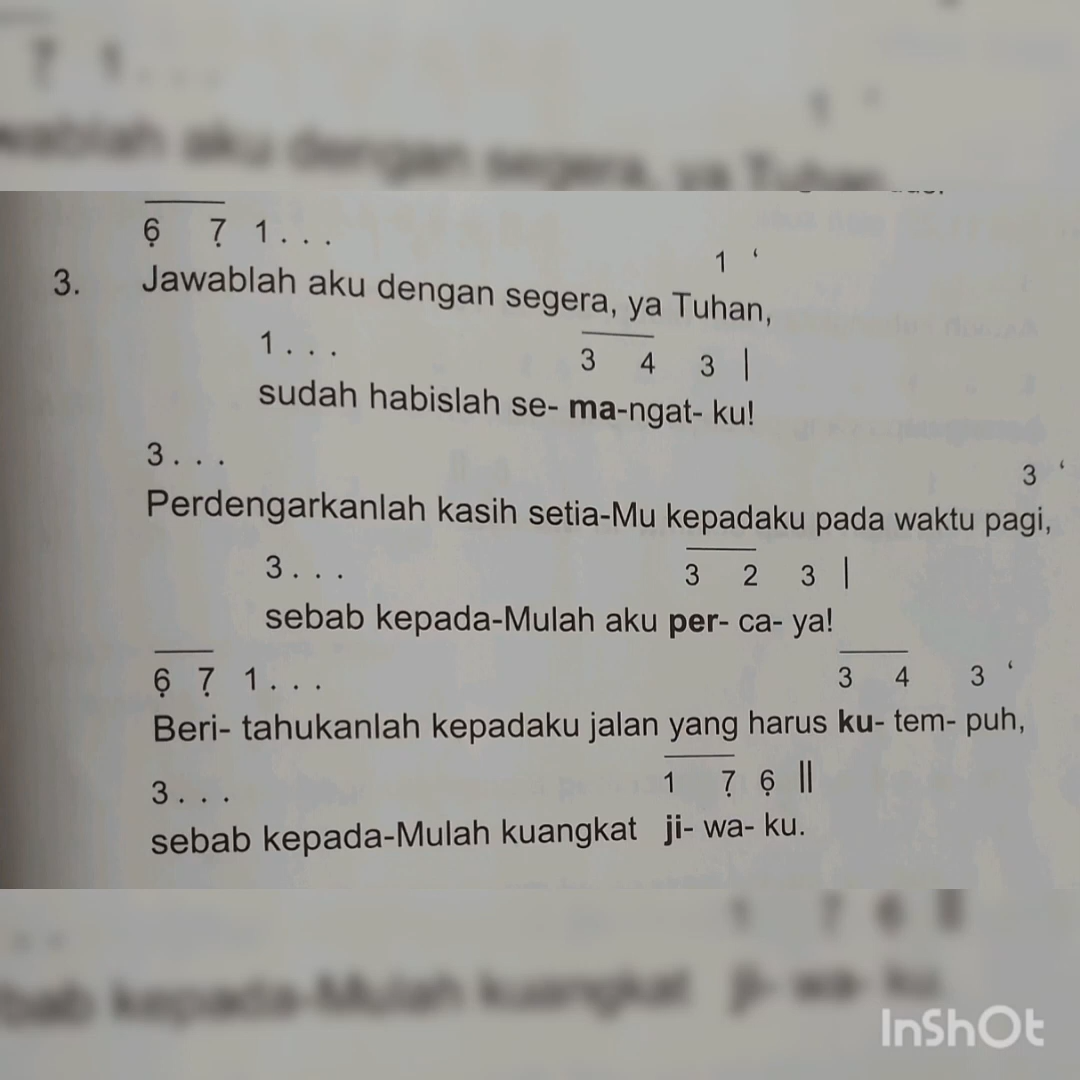 6̣ 7̣ 1 . . .
1 ‘
3. Jawablah aku dengan segera, ya Tuhan,
1 . . . 3 4 3 |
sudah habislah se- ma-ngat- ku!
3 . . . 3 ‘
Perdengarkanlah kasih setia-Mu kepadaku pada waktu pagi,
3 . . . 3 2 3 |
sebab kepada-Mulah aku per- ca- ya!
6̣ 7̣ 1 . . . 3 4 3 ‘
Beri- tahukanlah kepadaku jalan yang harus ku- tem- puh,
3 . . . 1 7̣ 6̣ ||
sebab kepada-Mulah kuangkat ji- wa- ku.
InShOt